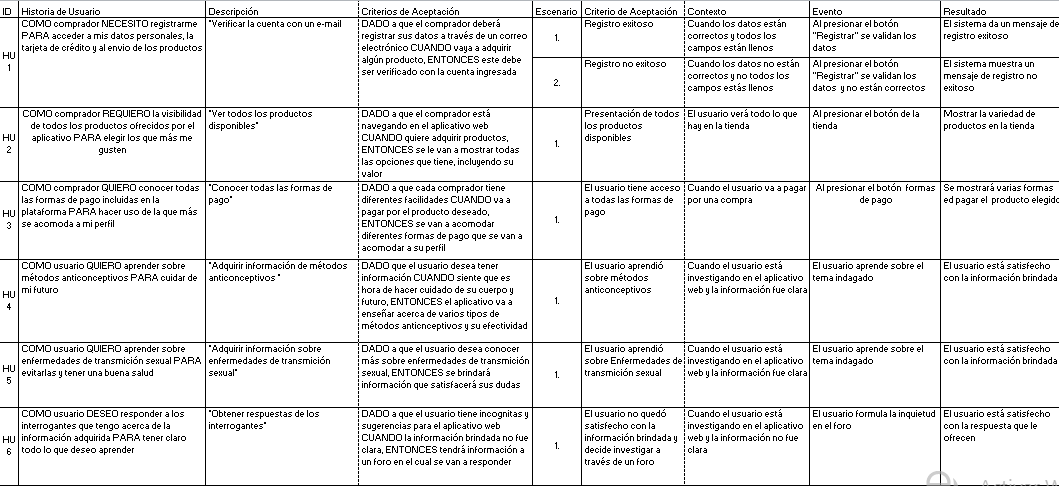 ID Historia de Usuario Descripción Criterios de Aceptación Escenario Criterio de Aceptación Contexto Evento Resultado
HU 1
COMO comprador NECESITO registrarme
PARA acceder a mis datos personales, la
tarjeta de crédito y al envio de los productos
"Verificar la cuenta con un e-mail
DADO a que el comprador deberá
registrar sus datos a través de un correo
electrónico CUANDO vaya a adquirir
algún producto, ENTONCES este debe
ser verificado con la cuenta ingresada
1.
Registro exitoso
Cuando los datos están
correctos y todos los
campos están llenos
Al presionar el botón
"Registrar" se validan los
datos
El sistema da un mensaje de
registro exitoso
2.
Registro no exitoso
Cuando los datos no están
correctos y no todos los
campos estás llenos
Al presionar el botón
"Registrar" se validan los
datos y no están correctos
El sistema muestra un
mensaje de registro no
exitoso
HU 2
COMO comprador REQUIERO la visibilidad
de todos los productos ofrecidos por el
aplicativo PARA elegir los que más me
gusten
"Ver todos los productos
disponibles"
DADO a que el comprador está
navegando en el aplicativo web
CUANDO quiere adquirir productos,
ENTONCES se le van a mostrar todas
las opciones que tiene, incluyendo su
valor
1.
Presentación de todos
los productos
disponibles
El usuario verá todo lo que
hay en la tienda
Al presionar el botón de la
tienda
Mostrar la variedad de
productos en la tienda
HU 3
COMO comprador QUIERO conocer todas
las formas de pago incluidas en la
plataforma PARA hacer uso de la que más
se acomoda a mi perfil
"Conocer todas las formas de
pago"
DADO a que cada comprador tiene
diferentes facilidades CUANDO va a
pagar por el producto deseado,
ENTONCES se van a acomodar
diferentes formas de pago que se van a
acomodar a su perfil
1.
El usuario tiene acceso
a todas las formas de
pago
Cuando el usuario va a pagar
por una compra
Al presionar el botón formas
de pago
Se mostrará varias formas
ed pagar el producto elegido
HU 4
COMO usuario QUIERO aprender sobre
métodos anticonceptivos PARA cuidar de
mi futuro
"Adquirir información de métodos
anticonceptivos "
DADO que el usuario desea tener
información CUANDO siente que es
hora de hacer cuidado de su cuerpo y
futuro, ENTONCES el aplicativo va a
enseñar acerca de varios tipos de
métodos anticnceptivos y su efectividad
1.
El usuario aprendió
sobre métodos
anticonceptivos
Cuando el usuario está
investigando en el aplicativo
web y la información fue clara
El usuario aprende sobre el
tema indagado
El usuario está satisfecho
con la información brindada
HU 5
COMO usuario QUIERO aprender sobre
enfermedades de transmición sexual PARA
evitarlas y tener una buena salud
"Adquirir información sobre
enfermedades de transmición
sexual"
DADO a que el usuario desea conocer
más sobre enfermedades de transmición
sexual, ENTONCES se brindará
información que satisfacerá sus dudas
1.
El usuario aprendió
sobre Enfermedades de
transmición sexual
Cuando el usuario está
investigando en el aplicativo
web y la información fue clara
El usuario aprende sobre el
tema indagado
El usuario está satisfecho
con la información brindada
HU 6
COMO usuario DESEO responder a los
interrogantes que tengo acerca de la
información adquirida PARA tener claro
todo lo que deseo aprender
"Obtener respuestas de los
interrogantes"
DADO a que el usuario tiene incognitas y
sugerencias para el aplicativo web
CUANDO la información brindada no fue
clara, ENTONCES tendrá información a
un foro en el cual se van a responder
1.
El usuario no quedó
satisfecho con la
información brindada y
decide investigar a
través de un foro
Cuando el usuario está
investigando en el aplicativo
web y la información no fue
clara
El usuario formula la inquietud
en el foro
El usuario está satisfecho
con la respuesta que le
ofrecen